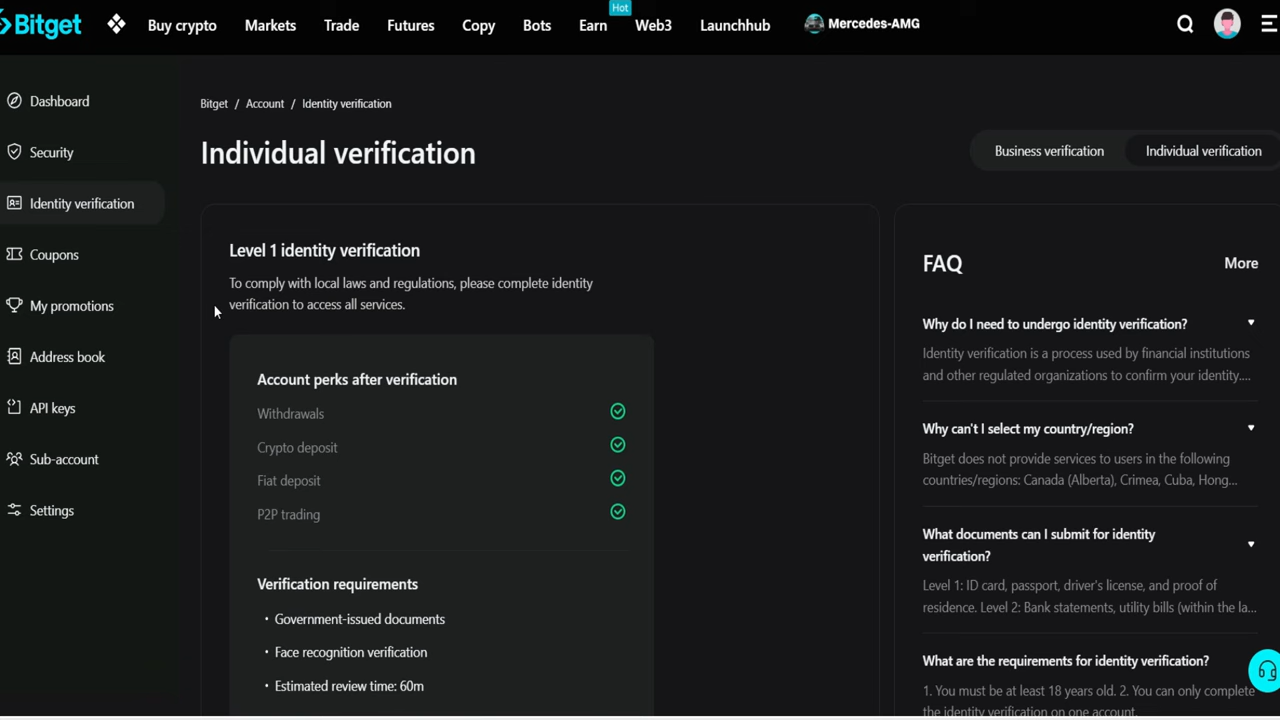 Bitget
Buy crypto
Markets
Trade
Futures
Copy
Bots
Earn
Hot
Web3
Launchhub
Mercedes-AMG
Dashboard
Security
Identity verification
Coupons
My promotions
Address book
API keys
Sub-account
Settings
Bitget / Account / Identity verification
Individual verification
Business verification
Individual verification
Level 1 identity verification
To comply with local laws and regulations, please complete identity
verification to access all services.
Account perks after verification
Withdrawals
Crypto deposit
Fiat deposit
P2P trading
Verification requirements
• Government-issued documents
• Face recognition verification
• Estimated review time: 60m
FAQ
More
Why do I need to undergo identity verification?
Identity verification is a process used by financial institutions
and other regulated organizations to confirm your identity....
Why can't I select my country/region?
Bitget does not provide services to users in the following
countries/regions: Canada (Alberta), Crimea, Cuba, Hong...
What documents can I submit for identity
verification?
Level 1: ID card, passport, driver's license, and proof of
residence. Level 2: Bank statements, utility bills (within the la...
What are the requirements for identity verification?
1. You must be at least 18 years old. 2. You can only complete
the identity verification on one account.